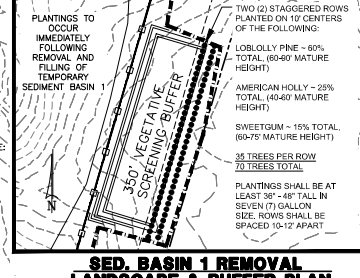 PLANTINGS TO
OCCUR
IMMEDIATELY
FOLLOWING
REMOVAL AND
FILLING OF
TEMPORARY
SEDIMENT BASIN 1
350' VEGETATIVE
SCREENING BUFFER
N
TWO (2) STAGGERED ROWS
PLANTED ON 10' CENTERS
OF THE FOLLOWING:
LOBLOLLY PINE ~ 60%
TOTAL, (60-90' MATURE
HEIGHT)
AMERICAN HOLLY ~ 25%
TOTAL, (40-60' MATURE
HEIGHT)
SWEETGUM ~ 15% TOTAL,
(60-75' MATURE HEIGHT)
35 TREES PER ROW
70 TREES TOTAL
PLANTINGS SHALL BE AT
LEAST 36" - 48" TALL IN
SEVEN (7) GALLON
SIZE, ROWS SHALL BE
SPACED 10-12' APART
SED. BASIN 1 REMOVAL
LANDSCAPE & BUFFER PLAN